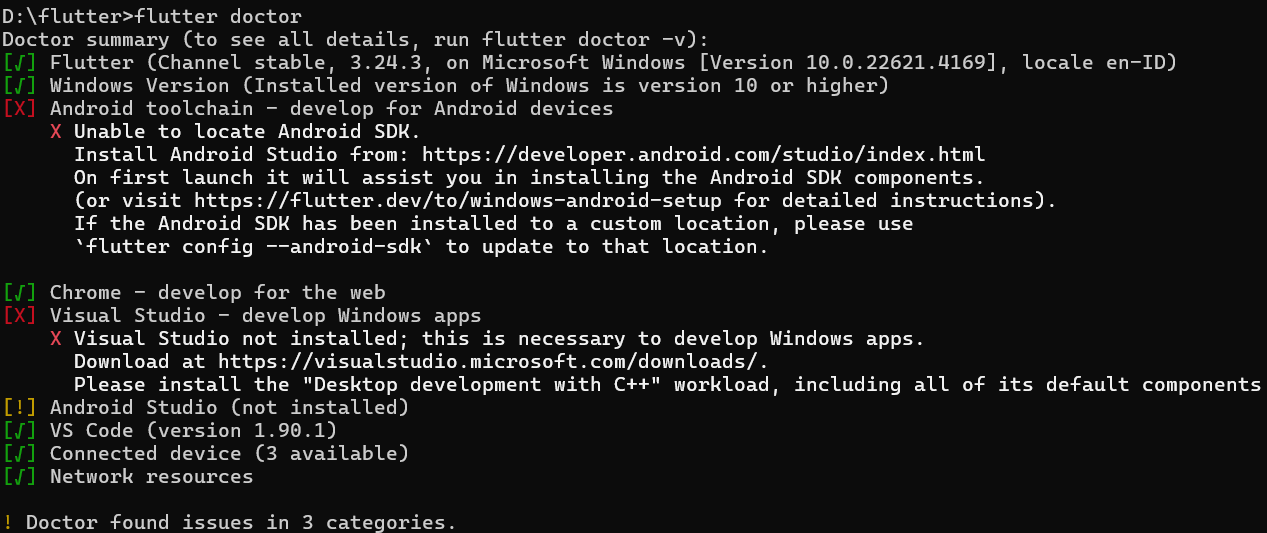 D:\flutter>flutter doctor
Doctor summary (to see all details, run flutter doctor -v):
[√] Flutter (Channel stable, 3.24.3, on Microsoft Windows [Version 10.0.22621.4169], locale en-ID)
[√] Windows Version (Installed version of Windows is version 10 or higher)
[X] Android toolchain - develop for Android devices
    X Unable to locate Android SDK.
      Install Android Studio from: https://developer.android.com/studio/index.html
      On first launch it will assist you in installing the Android SDK components.
      (or visit https://flutter.dev/to/windows-android-setup for detailed instructions).
      If the Android SDK has been installed to a custom location, please use
      `flutter config --android-sdk` to update to that location.

[√] Chrome - develop for the web
[X] Visual Studio - develop Windows apps
    X Visual Studio not installed; this is necessary to develop Windows apps.
      Download at https://visualstudio.microsoft.com/downloads/.
      Please install the "Desktop development with C++" workload, including all of its default components
[!] Android Studio (not installed)
[√] VS Code (version 1.90.1)
[√] Connected device (3 available)
[√] Network resources

! Doctor found issues in 3 categories.